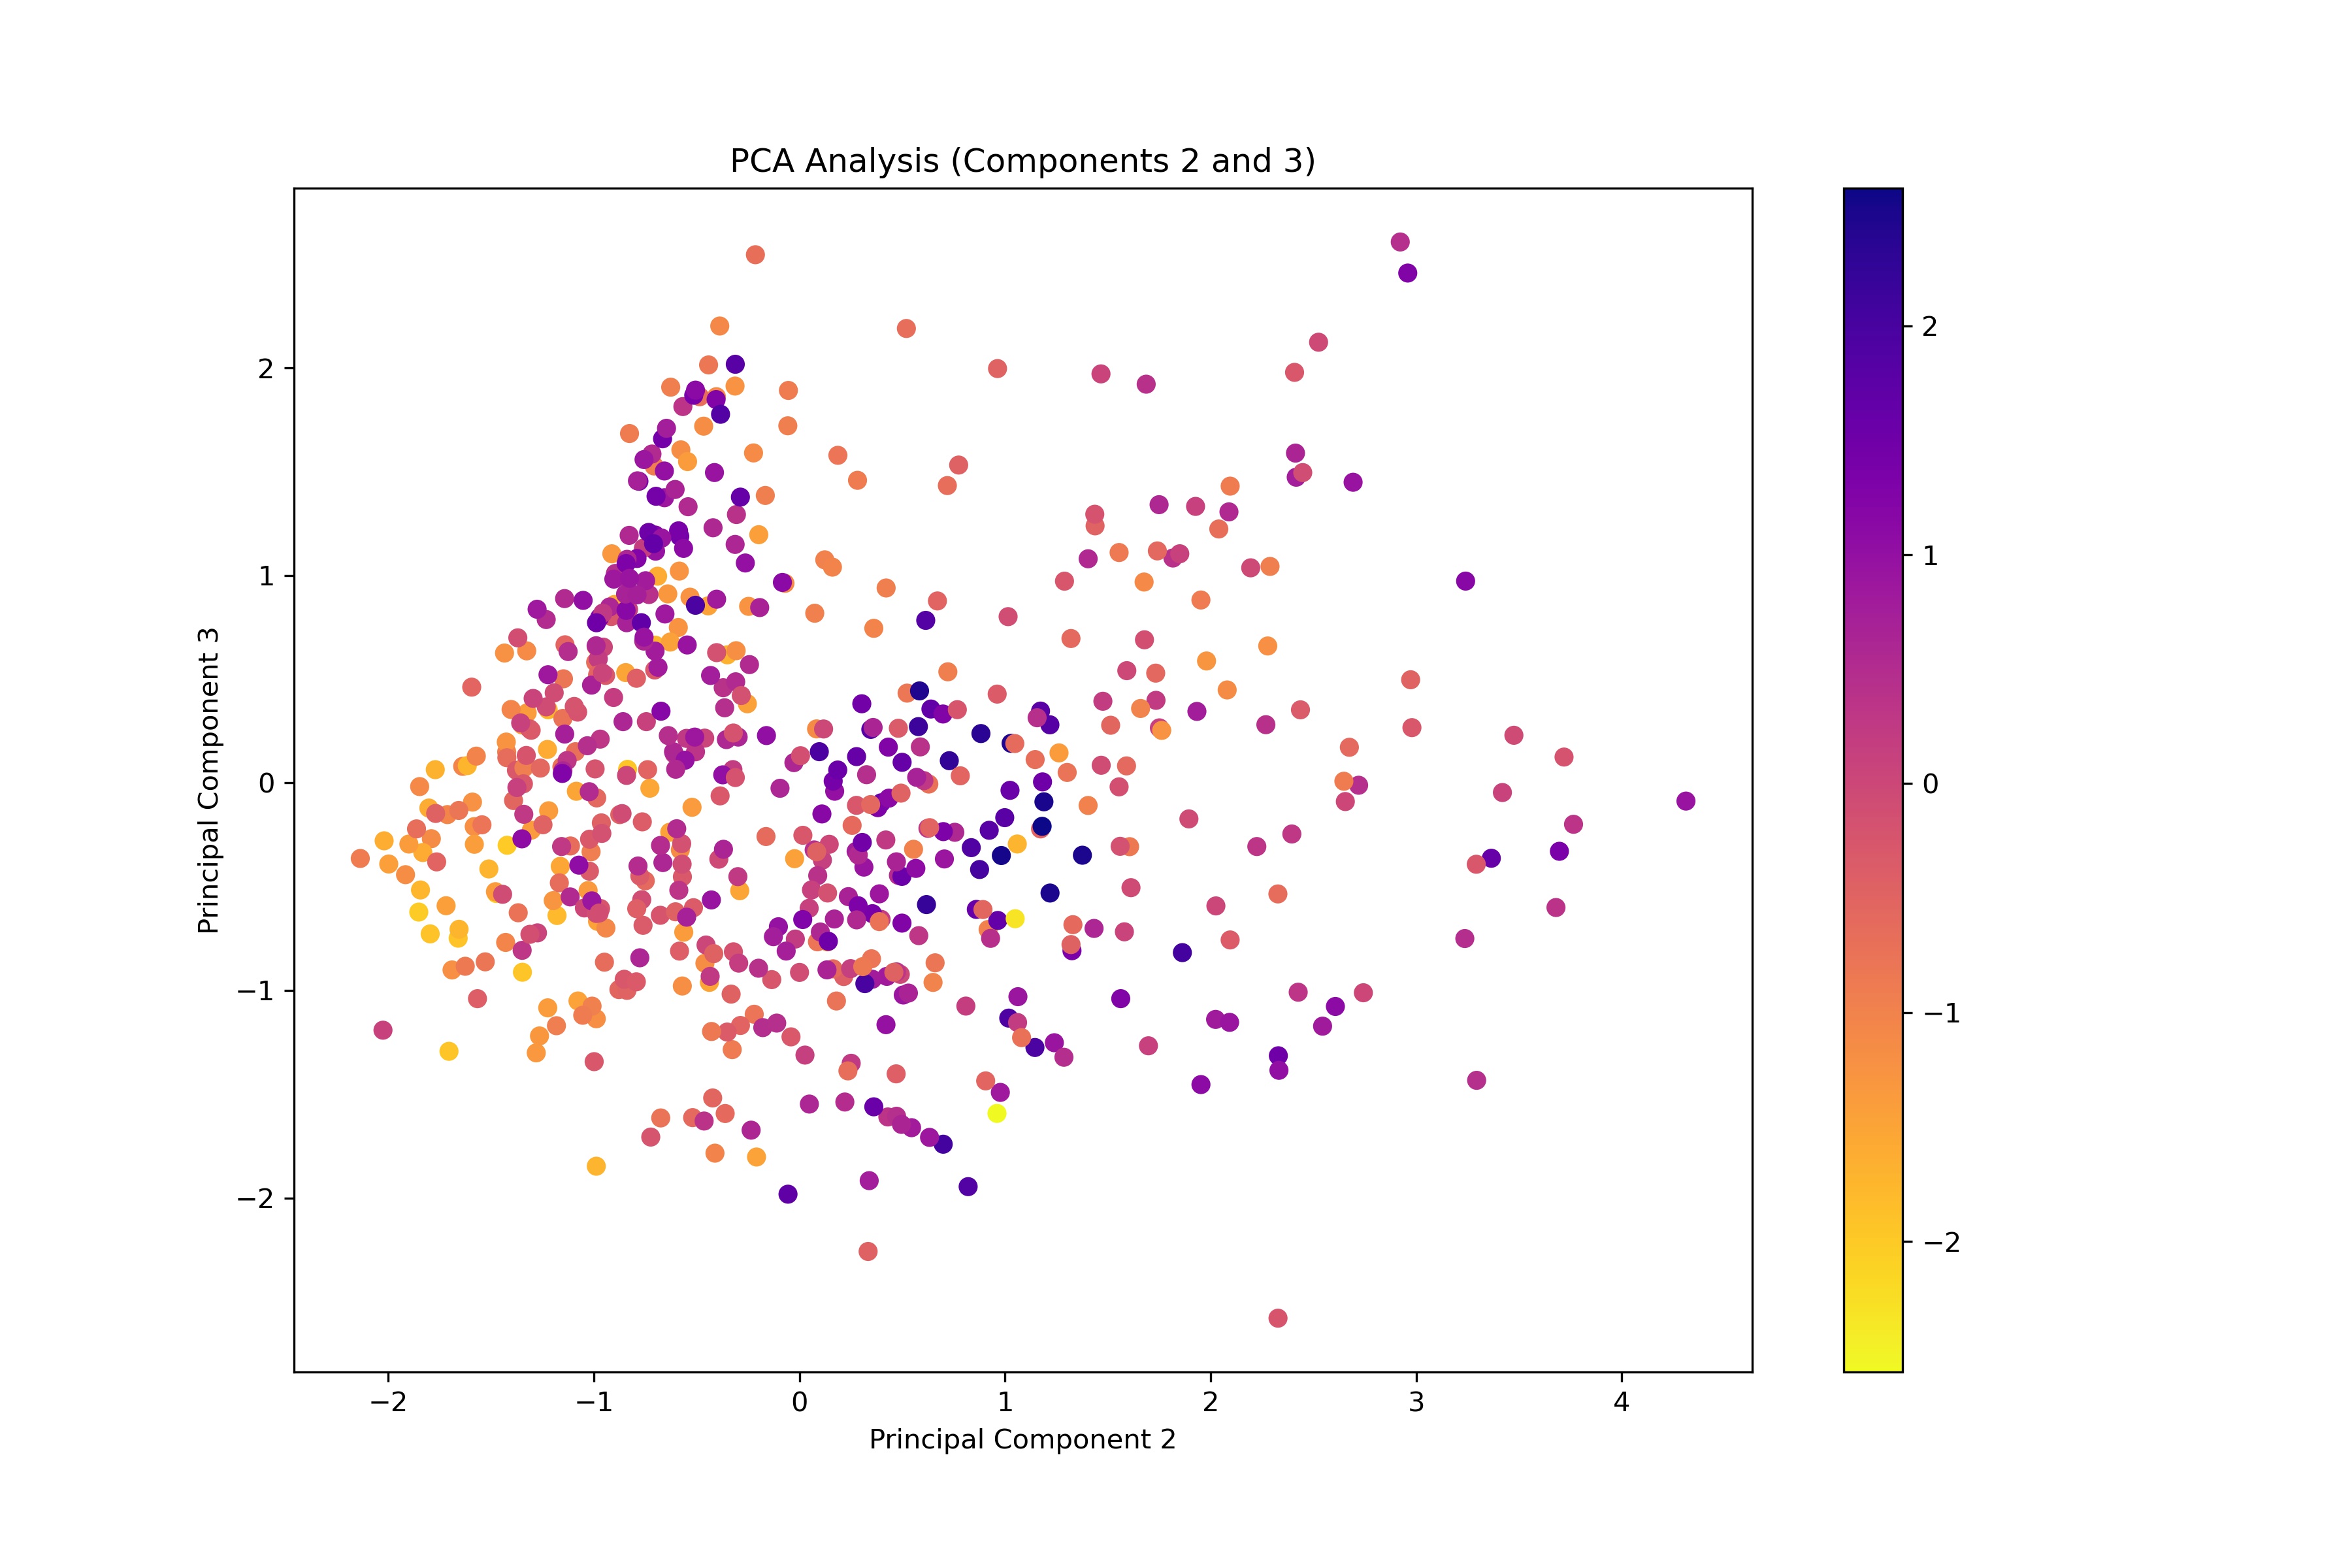 PCA Analysis (Components 2 and 3)
Principal Component 3
2
1
0
−1
−2
−2 −1 0 1 2 3 4
Principal Component 2
2
1
0
−1
−2